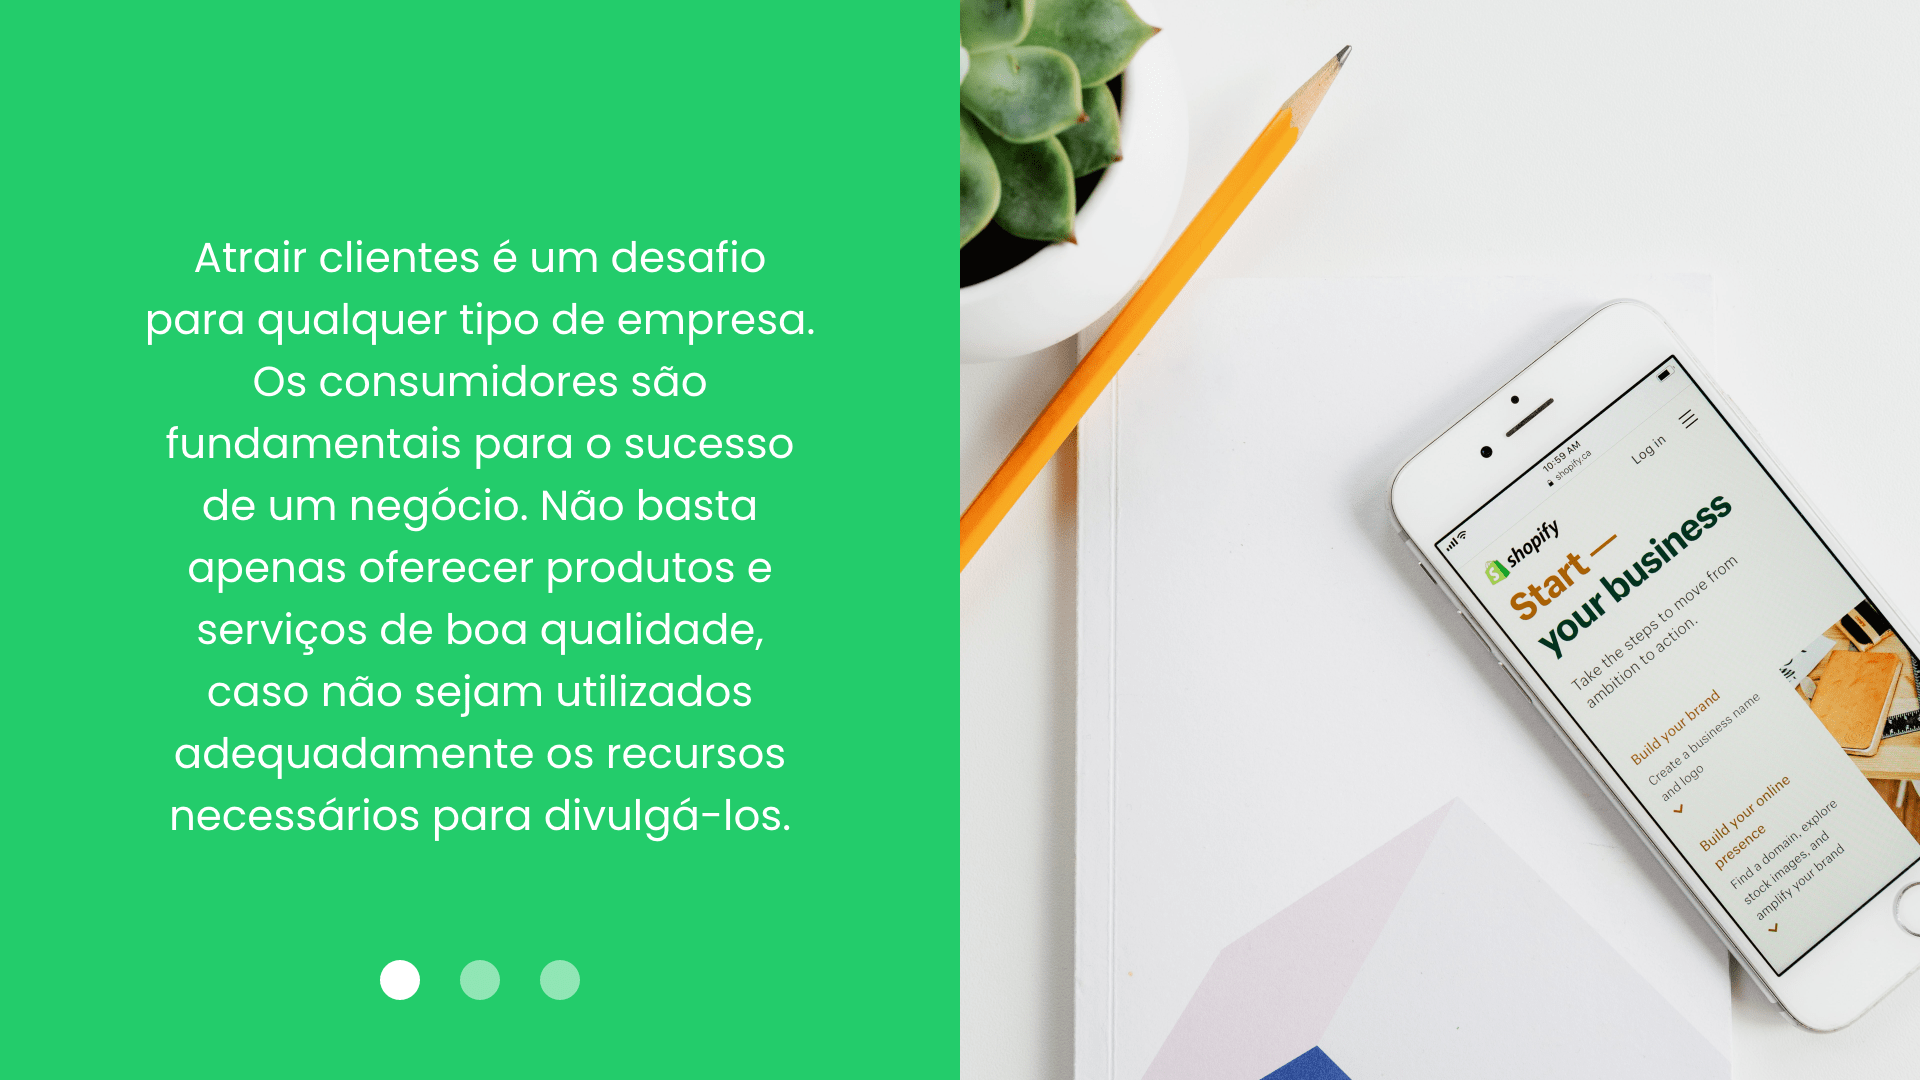 Atrair clientes é um desafio
para qualquer tipo de empresa.
Os consumidores são
fundamentais para o sucesso
de um negócio. Não basta
apenas oferecer produtos e
serviços de boa qualidade,
caso não sejam utilizados
adequadamente os recursos
necessários para divulgá-los.
10:59 AM
shopify.ca
Log in
shopify
Start —
your business
Take the steps to move from
ambition to action.
Build your brand
Create a business name
and logo
Build your online
presence
Find a domain, explore
stock images, and
amplify your brand